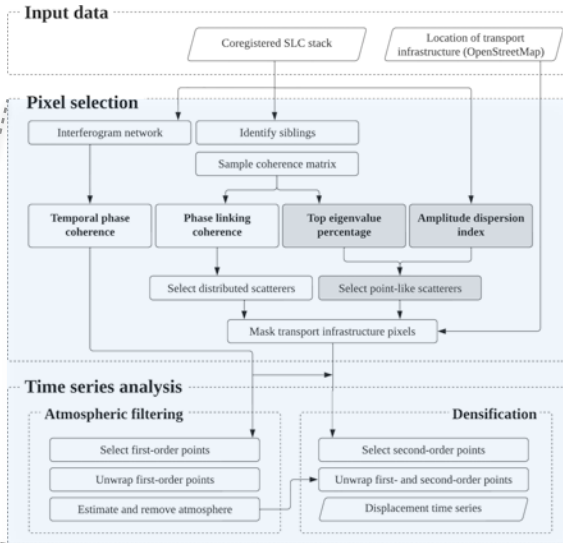 Input data
Coregistered SLC stack
Location of transport
infrastructure (OpenStreetMap)
Pixel selection
Interferogram network
Identify siblings
Sample coherence matrix
Temporal phase
coherence
Phase linking
coherence
Top eigenvalue
percentage
Amplitude dispersion
index
Select distributed scatterers
Select point-like scatterers
Mask transport infrastructure pixels
Time series analysis
Atmospheric filtering
Select first-order points
Unwrap first-order points
Estimate and remove atmosphere
Densification
Select second-order points
Unwrap first- and second-order points
Displacement time series